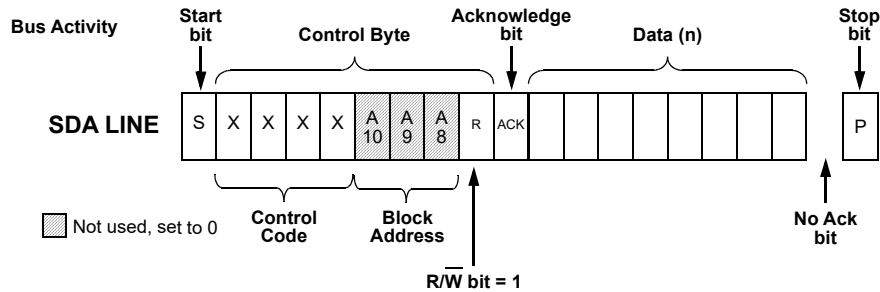 Bus Activity
Start
bit
Control Byte
Acknowledge
bit
Data (n)
Stop
bit
SDA LINE
S X X X X A
10 A
9 A
8 R ACK P
Control
Code
Block
Address
No Ack
bit
Not used, set to 0
R/W̅ bit = 1